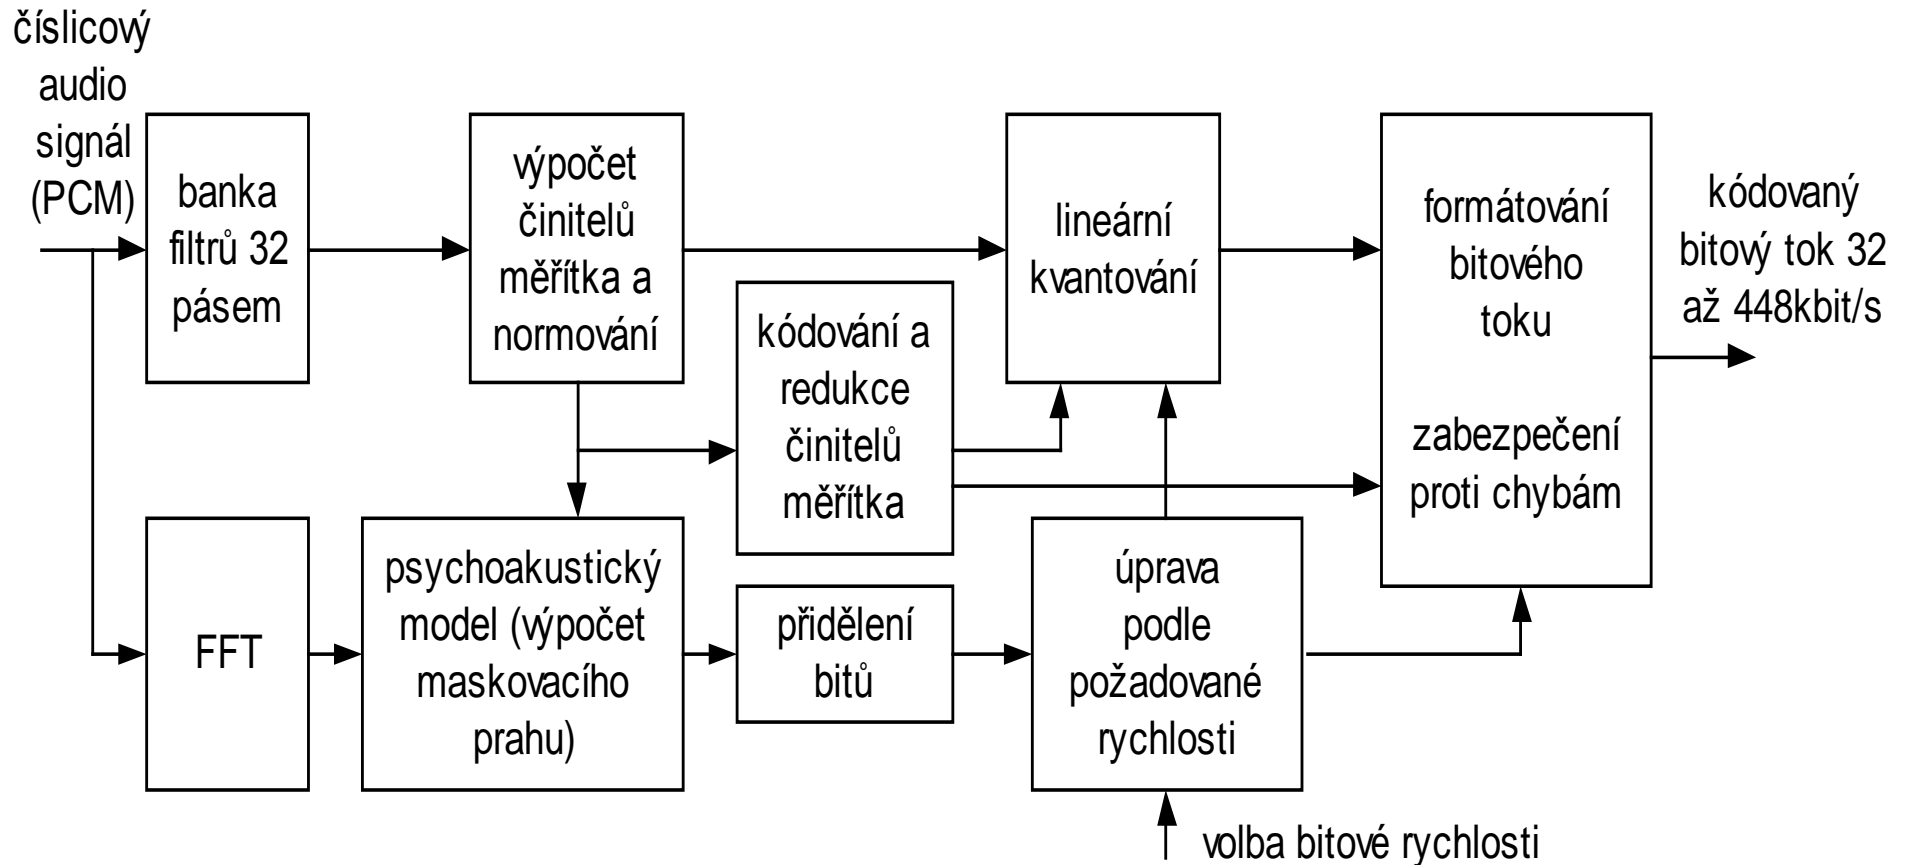 číslicový
audio
signál
(PCM)
banka
filtrů 32
pásem
výpočet
činitelů
měřítka a
normování
kódování a
redukce
činitelů
měřítka
lineární
kvantování
formátování
bitového
toku
zabezpečení
proti chybám
kódovaný
bitový tok 32
až 448kbit/s
FFT
psychoakustický
model (výpočet
maskovacího
prahu)
přidělení
bitů
úprava
podle
požadované
rychlosti
volba bitové rychlosti